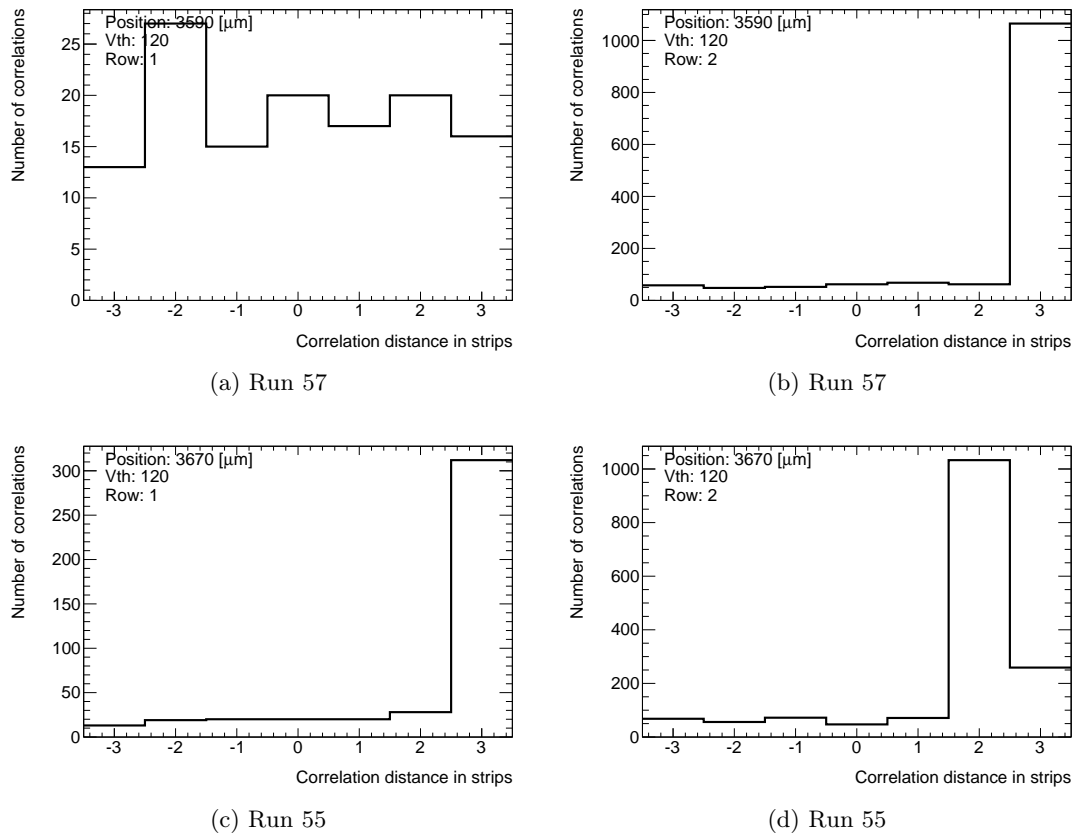 Number of correlations
Position: 3590 [µm]
Vth: 120
Row: 1
25
20
15
10
5
0
-3 -2 -1 0 1 2 3
Correlation distance in strips
(a) Run 57
Number of correlations
Position: 3590 [µm]
Vth: 120
Row: 2
1000
800
600
400
200
0
-3 -2 -1 0 1 2 3
Correlation distance in strips
(b) Run 57
Number of correlations
Position: 3670 [µm]
Vth: 120
Row: 1
300
250
200
150
100
50
0
-3 -2 -1 0 1 2 3
Correlation distance in strips
(c) Run 55
Number of correlations
Position: 3670 [µm]
Vth: 120
Row: 2
1000
800
600
400
200
0
-3 -2 -1 0 1 2 3
Correlation distance in strips
(d) Run 55